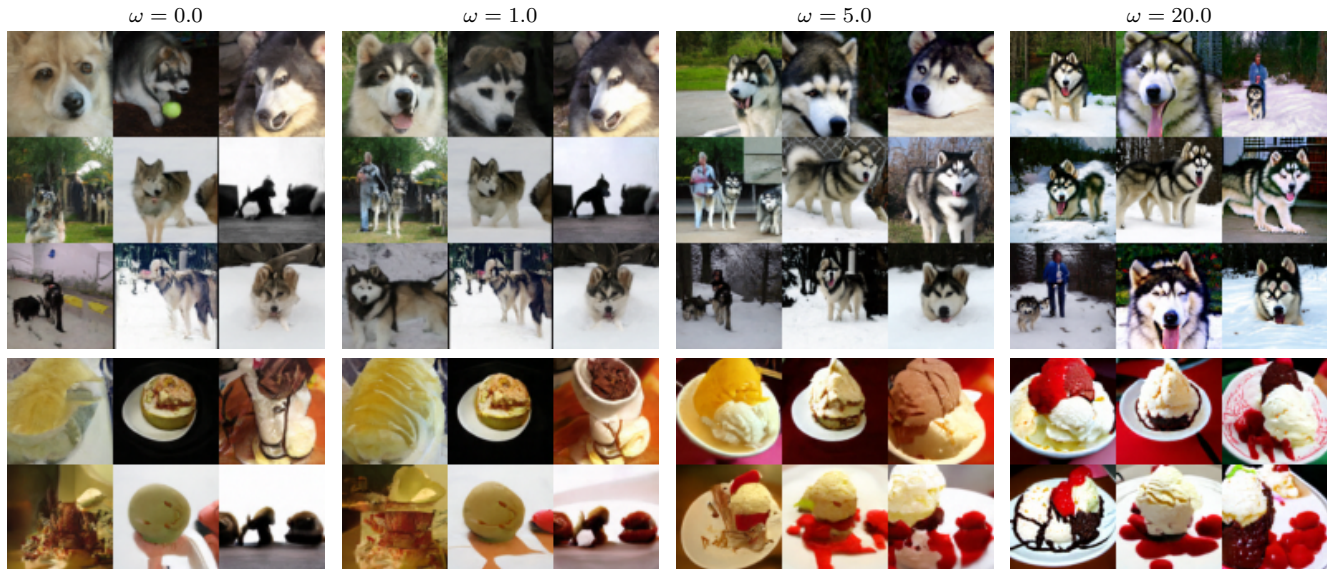 ω = 0.0 ω = 1.0 ω = 5.0 ω = 20.0